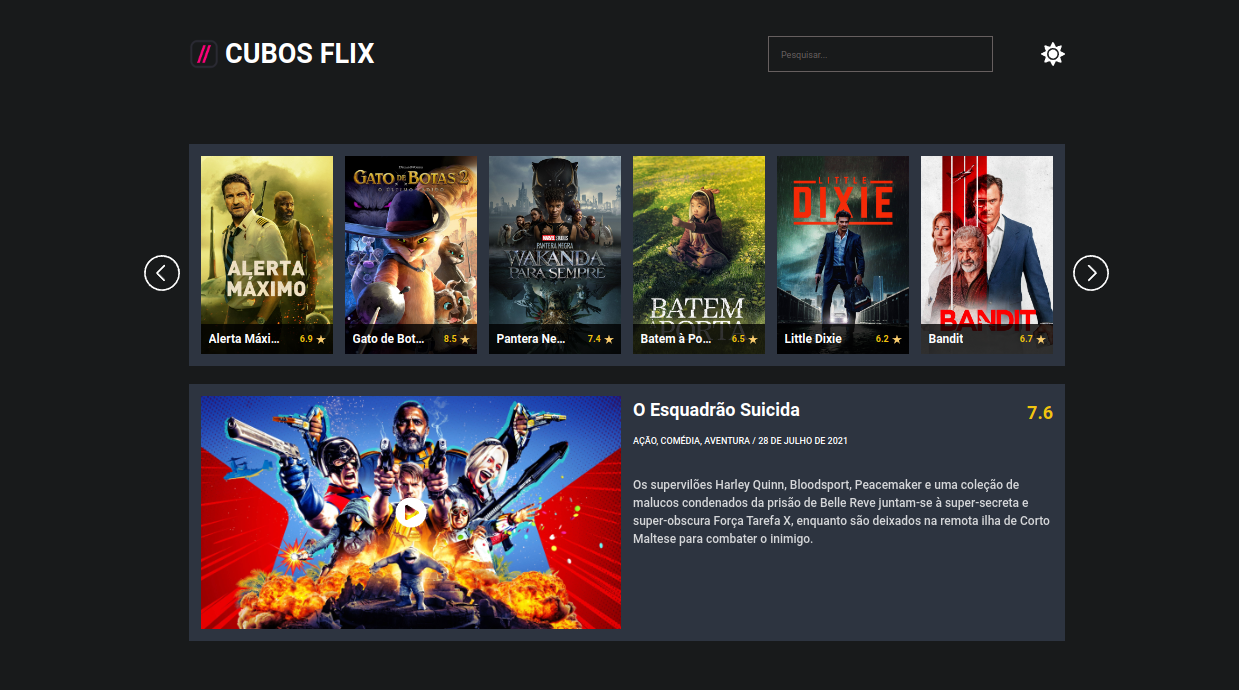 // CUBOS FLIX
Pesquisar...
ALERTA
MÁXIMO
Alerta Máxi... 6.9 ★
GATO DE BOTAS 2
O ÚLTIMO PEDIDO
Gato de Bot... 8.5 ★
MARVEL STUDIOS
PANTERA NEGRA
WAKANDA
PARA SEMPRE
Pantera Ne... 7.4 ★
BATEM
À PORTA
Batem à Po... 6.5 ★
LITTLE
DIXIE
Little Dixie 6.2 ★
BANDIT
Bandit 6.7 ★
O Esquadrão Suicida 7.6
AÇÃO, COMÉDIA, AVENTURA / 28 DE JULHO DE 2021
Os supervilões Harley Quinn, Bloodsport, Peacemaker e uma coleção de
malucos condenados da prisão de Belle Reve juntam-se à super-secreta e
super-obscura Força Tarefa X, enquanto são deixados na remota ilha de Corto
Maltese para combater o inimigo.